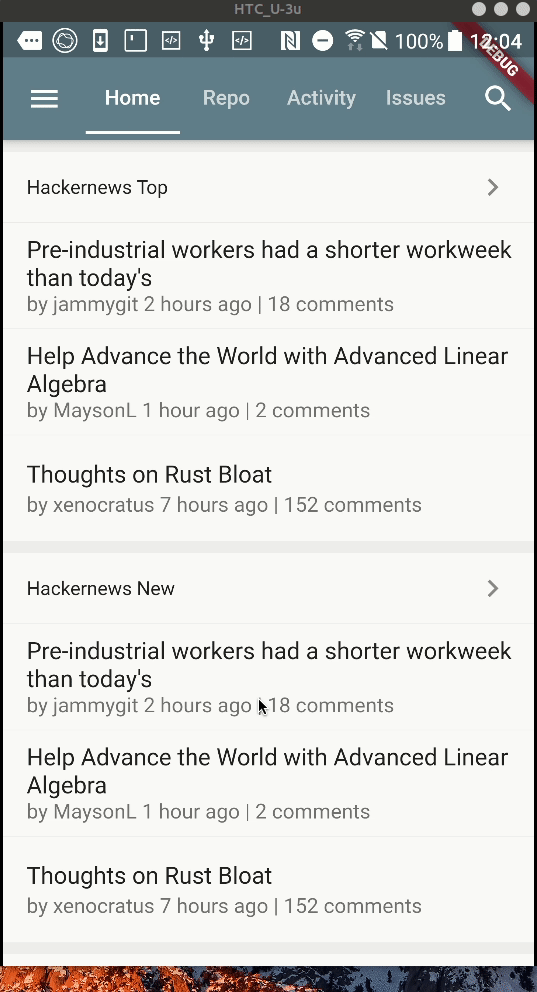 HTC_U-3u
100% 12:04
DEBUG
Home Repo Activity Issues
Hackernews Top
Pre-industrial workers had a shorter workweek
than today's
by jammygit 2 hours ago | 18 comments
Help Advance the World with Advanced Linear
Algebra
by MaysonL 1 hour ago | 2 comments
Thoughts on Rust Bloat
by xenocratus 7 hours ago | 152 comments
Hackernews New
Pre-industrial workers had a shorter workweek
than today's
by jammygit 2 hours ago 18 comments
Help Advance the World with Advanced Linear
Algebra
by MaysonL 1 hour ago | 2 comments
Thoughts on Rust Bloat
by xenocratus 7 hours ago | 152 comments